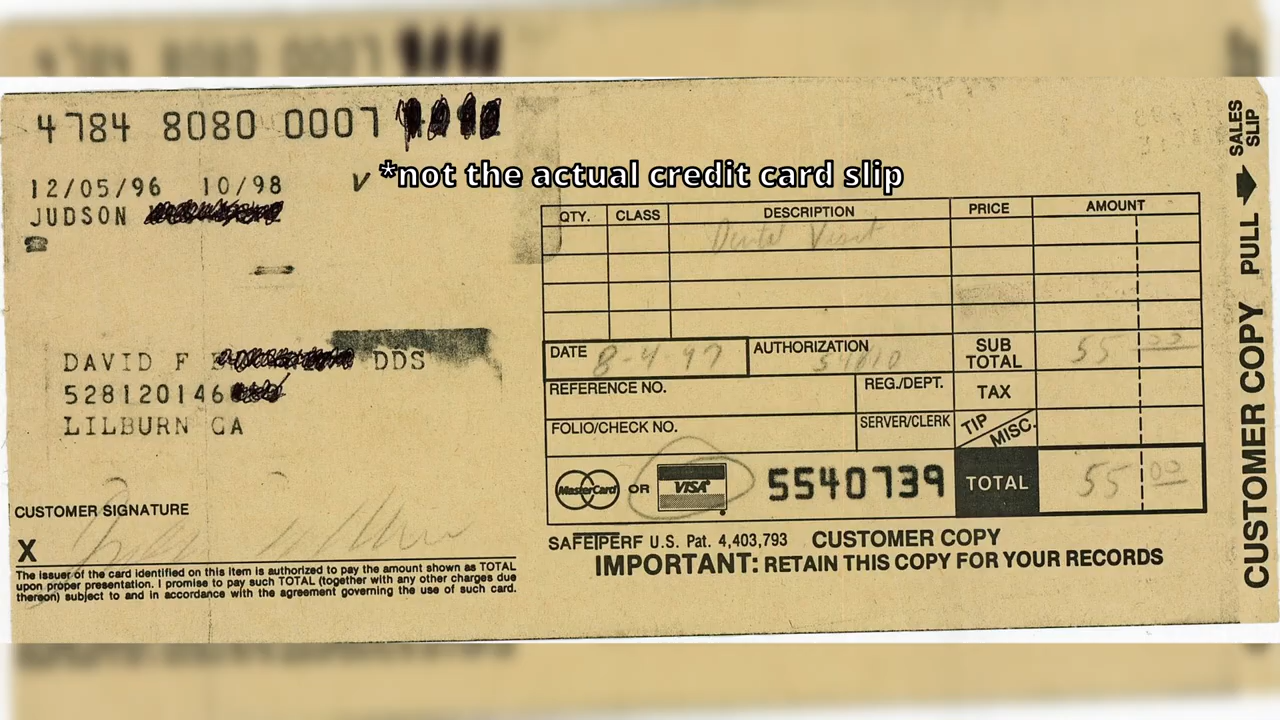 4784 8080 0007
*not the actual credit card slip
12/05/96 10/98 V
JUDSON
DAVID F DDS
528120146
LILBURN GA
CUSTOMER SIGNATURE
X
The issuer of the card identified on this item is authorized to pay the amount shown as TOTAL
upon proper presentation. I promise to pay such TOTAL (together with any other charges due
thereon) subject to and in accordance with the agreement governing the use of such card.
QTY. CLASS DESCRIPTION PRICE AMOUNT
Dental Visit
DATE 8-4 97 AUTHORIZATION SUB TOTAL 55 00
REFERENCE NO. REG./DEPT. TAX
FOLIO/CHECK NO. SERVER/CLERK TIP MISC.
MasterCard OR VISA 5540739 TOTAL 55 00
SAFEPERF U.S. Pat. 4,403,793 CUSTOMER COPY
IMPORTANT: RETAIN THIS COPY FOR YOUR RECORDS
CUSTOMER COPY PULL SALES SLIP